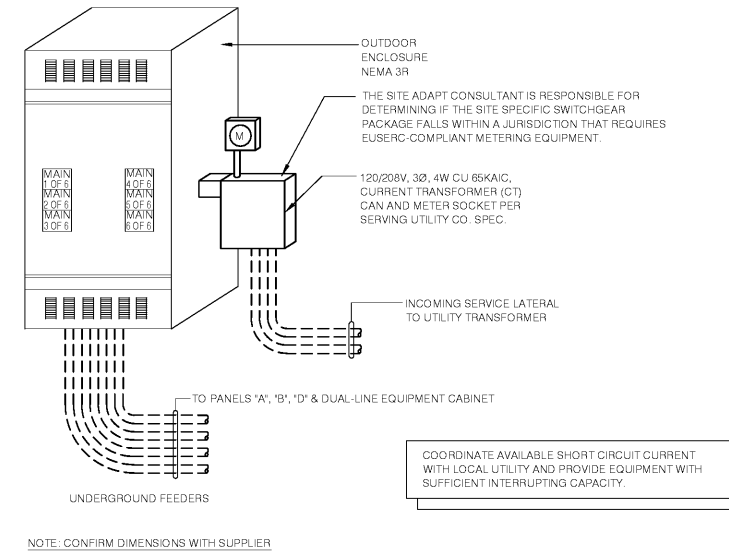 OUTDOOR
ENCLOSURE
NEMA 3R
THE SITE ADAPT CONSULTANT IS RESPONSIBLE FOR
DETERMINING IF THE SITE SPECIFIC SWITCHGEAR
PACKAGE FALLS WITHIN A JURISDICTION THAT REQUIRES
EUSERC-COMPLIANT METERING EQUIPMENT.
M
MAIN
1 OF 6
MAIN
2 OF 6
MAIN
3 OF 6
MAIN
4 OF 6
MAIN
5 OF 6
MAIN
6 OF 6
120/208V, 3Ø, 4W CU 65KAIC,
CURRENT TRANSFORMER (CT)
CAN AND METER SOCKET PER
SERVING UTILITY CO. SPEC.
INCOMING SERVICE LATERAL
TO UTILITY TRANSFORMER
TO PANELS "A", "B", "D" & DUAL-LINE EQUIPMENT CABINET
COORDINATE AVAILABLE SHORT CIRCUIT CURRENT
WITH LOCAL UTILITY AND PROVIDE EQUIPMENT WITH
SUFFICIENT INTERRUPTING CAPACITY.
UNDERGROUND FEEDERS
NOTE: CONFIRM DIMENSIONS WITH SUPPLIER